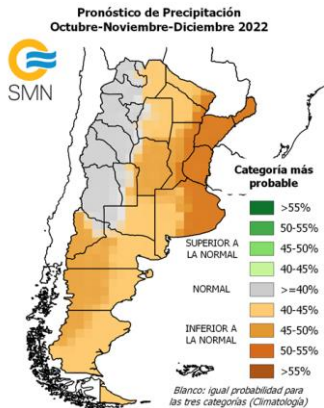 Pronóstico de Precipitación
Octubre-Noviembre-Diciembre 2022
SMN
Categoría más
probable
>55%
50-55%
SUPERIOR A
LA NORMAL
45-50%
40-45%
NORMAL
>=40%
40-45%
INFERIOR A
LA NORMAL
45-50%
50-55%
>55%
Blanco: igual probabilidad para
las tres categorías (Climatología)